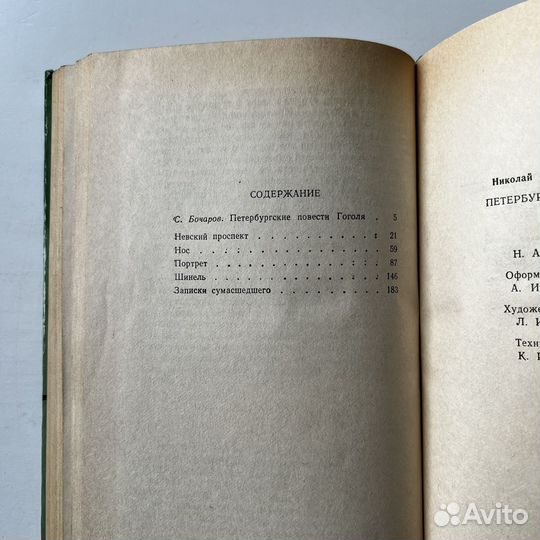 СОДЕРЖАНИЕ
С. Бочаров. Петербургские повести Гоголя . 5
Невский проспект . . . . . . . . . . : 21
Нос . . . . . . . . . . . . . . 59
Портрет . . . . . . . . . . . : : . 87
Шинель . . . . . . . . . . . . . 146
Записки сумасшедшего . . . . . . . . . 183
Николай
ПЕТЕРБУР
Н. А
Оформ
А. И
Художе
Л. И
Техни
К. И
Avito